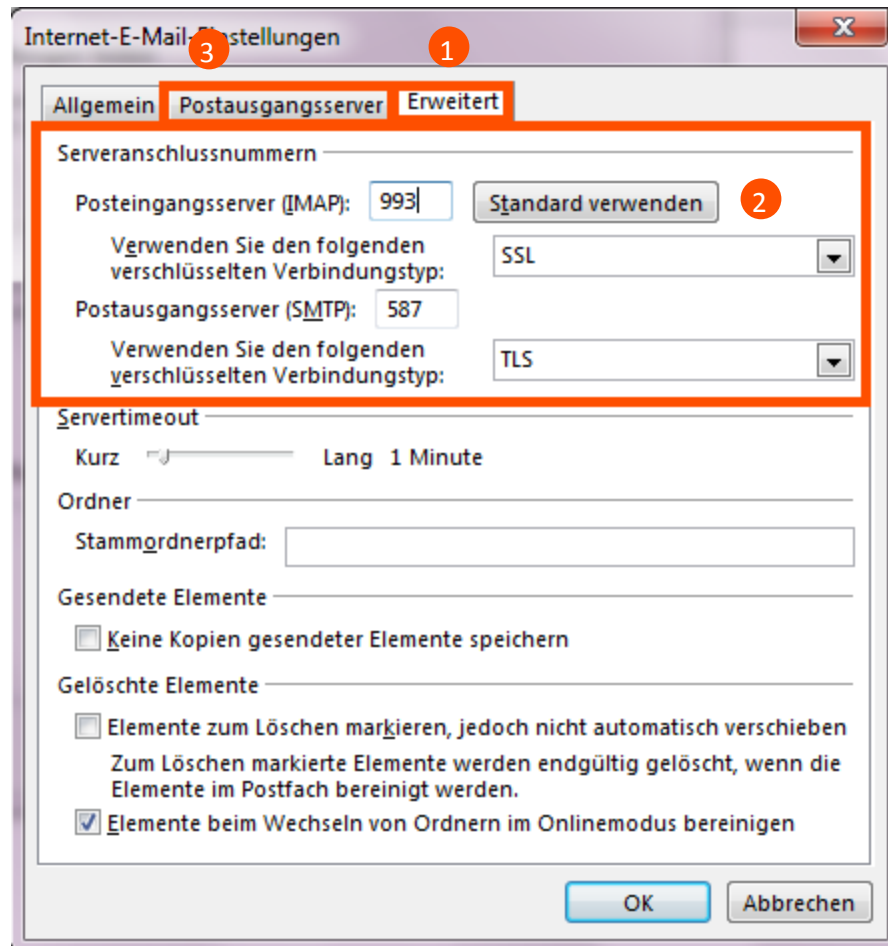 Internet-E-Mail-Einstellungen
3
1
Allgemein Postausgangsserver Erweitert
Serveranschlussnummern
Posteingangsserver (IMAP): 993 Standard verwenden 2
Verwenden Sie den folgenden
verschlüsselten Verbindungstyp: SSL
Postausgangsserver (SMTP): 587
Verwenden Sie den folgenden
verschlüsselten Verbindungstyp: TLS
Servertimeout
Kurz Lang 1 Minute
Ordner
Stammordnerpfad:
Gesendete Elemente
Keine Kopien gesendeter Elemente speichern
Gelöschte Elemente
Elemente zum Löschen markieren, jedoch nicht automatisch verschieben
Zum Löschen markierte Elemente werden endgültig gelöscht, wenn die
Elemente im Postfach bereinigt werden.
Elemente beim Wechseln von Ordnern im Onlinemodus bereinigen
OK Abbrechen